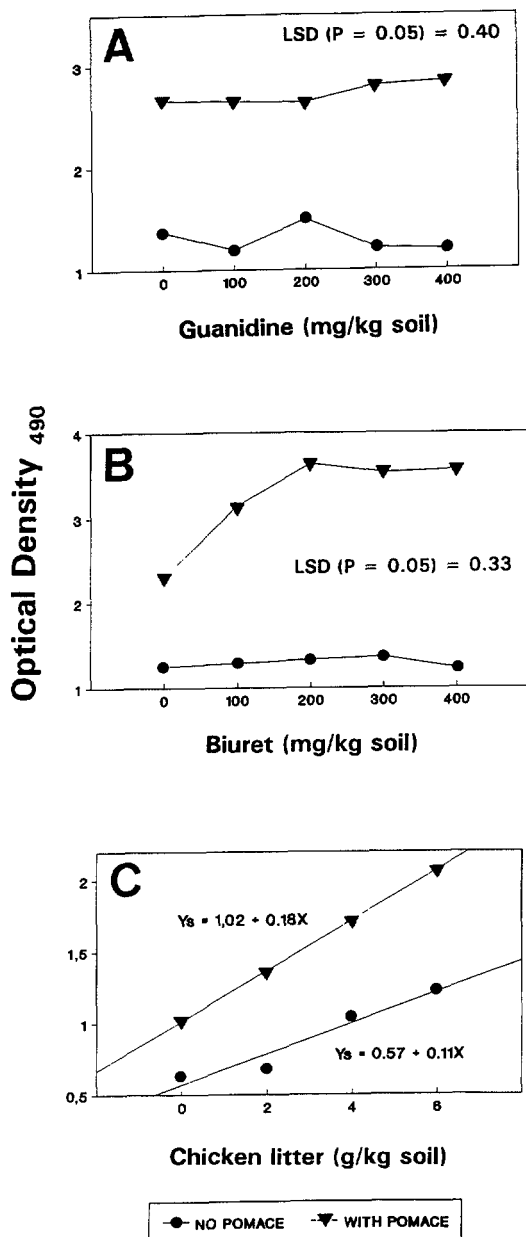 A
LSD (P = 0.05) = 0.40
3
2
1
0 100 200 300 400
Guanidine (mg/kg soil)
Optical Density 490
B
4
3
2
1
LSD (P = 0.05) = 0.33
0 100 200 300 400
Biuret (mg/kg soil)
C
2
1,5
1
0,5
Ys = 1,02 + 0.18X
Ys = 0.57 + 0.11X
0 2 4 6
Chicken litter (g/kg soil)
NO POMACE WITH POMACE